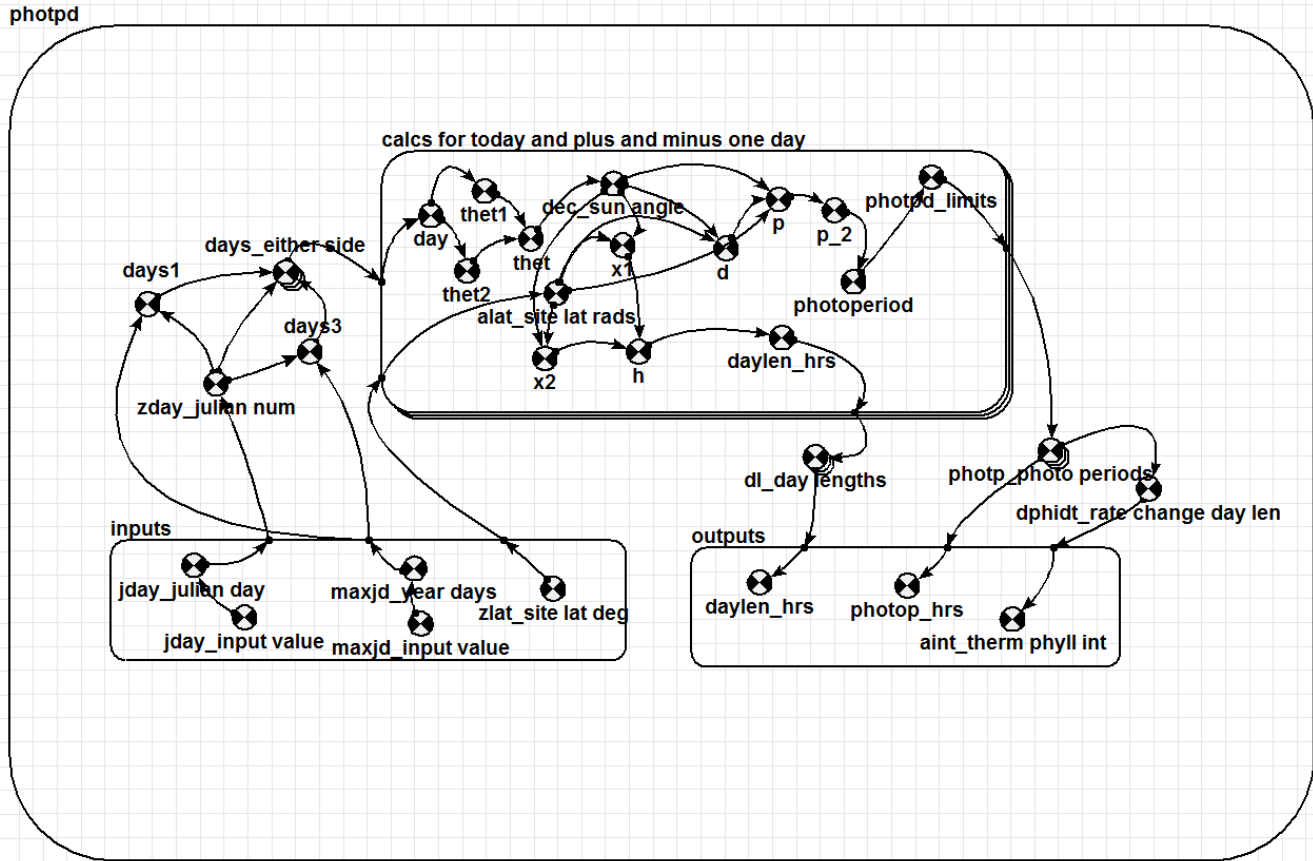 photpd
calcs for today and plus and minus one day
day
thet1
thet2
thet
dec_sun angle
x1
d
p
p_2
photpd_limits
photoperiod
alat_site lat rads
x2
h
daylen_hrs
days_either side
days1
days3
zday_julian num
dl_day lengths
photp_photo periods
dphidt_rate change day len
inputs
jday_julian day
jday_input value
maxjd_year days
maxjd_input value
zlat_site lat deg
outputs
daylen_hrs
photop_hrs
aint_therm phyll int